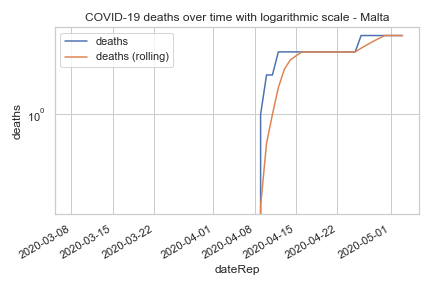 COVID-19 deaths over time with logarithmic scale - Malta
deaths
deaths (rolling)
deaths
10^0
2020-03-08
2020-03-15
2020-03-22
2020-04-01
2020-04-08
2020-04-15
2020-04-22
2020-05-01
dateRep